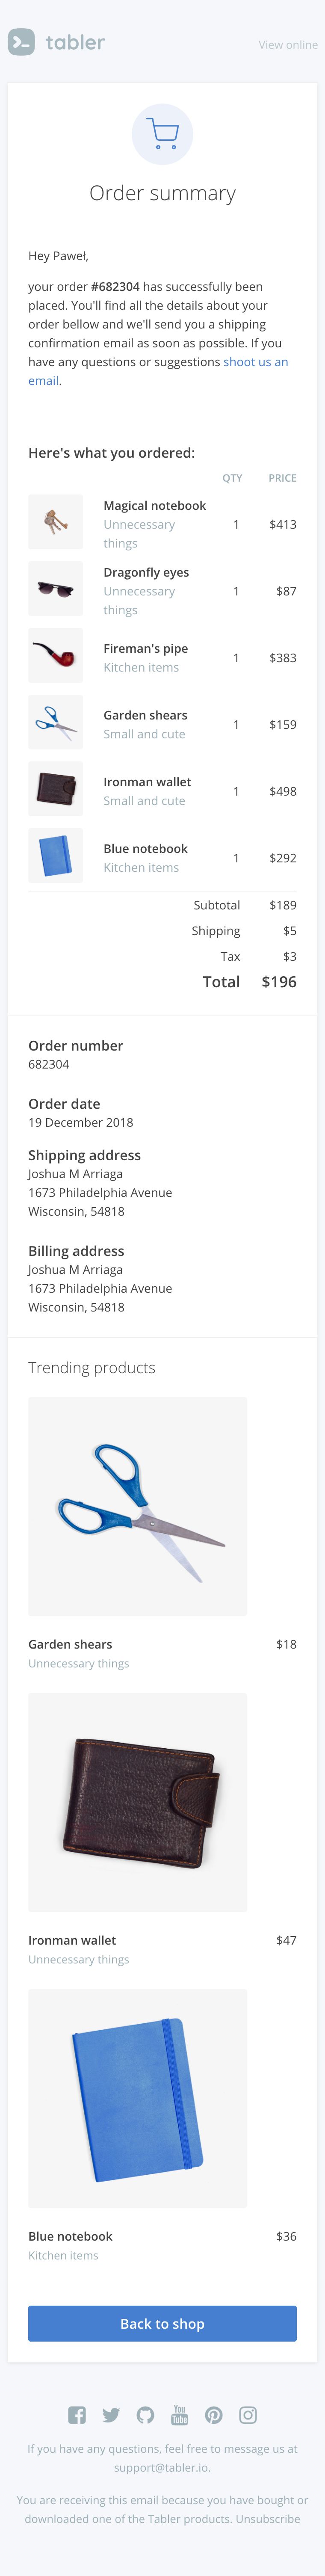 tabler
View online
Order summary
Hey Paweł,
your order #682304 has successfully been
placed. You'll find all the details about your
order bellow and we'll send you a shipping
confirmation email as soon as possible. If you
have any questions or suggestions shoot us an
email.
Here's what you ordered:
QTY PRICE
Magical notebook
Unnecessary
things
1 $413
Dragonfly eyes
Unnecessary
things
1 $87
Fireman's pipe
Kitchen items
1 $383
Garden shears
Small and cute
1 $159
Ironman wallet
Small and cute
1 $498
Blue notebook
Kitchen items
1 $292
Subtotal $189
Shipping $5
Tax $3
Total $196
Order number
682304
Order date
19 December 2018
Shipping address
Joshua M Arriaga
1673 Philadelphia Avenue
Wisconsin, 54818
Billing address
Joshua M Arriaga
1673 Philadelphia Avenue
Wisconsin, 54818
Trending products
Garden shears $18
Unnecessary things
Ironman wallet $47
Unnecessary things
Blue notebook $36
Kitchen items
Back to shop
You
Tube
If you have any questions, feel free to message us at
support@tabler.io.
You are receiving this email because you have bought or
downloaded one of the Tabler products. Unsubscribe